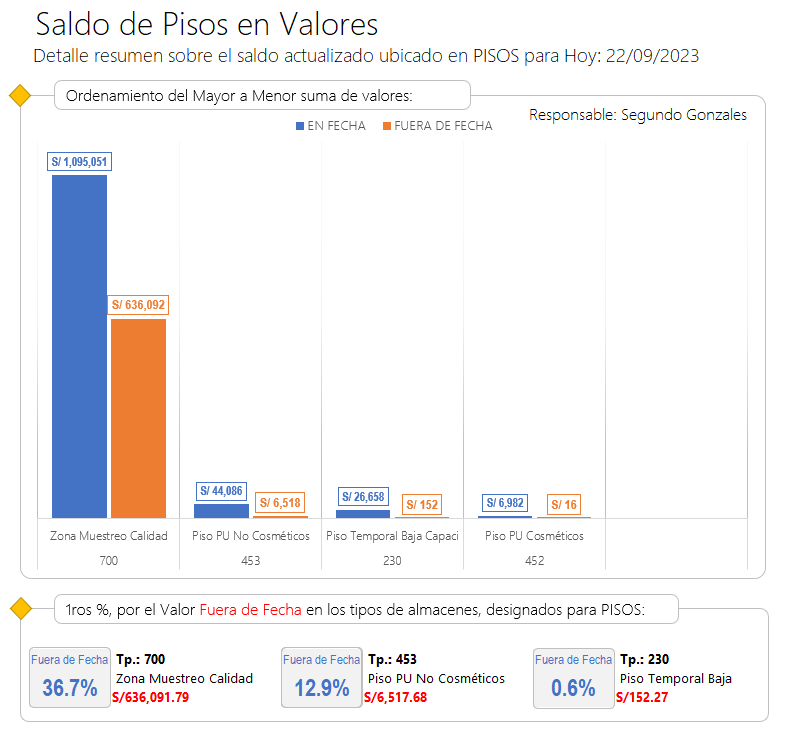 Saldo de Pisos en Valores
Detalle resumen sobre el saldo actualizado ubicado en PISOS para Hoy: 22/09/2023
Ordenamiento del Mayor a Menor suma de valores:
Responsable: Segundo Gonzales
EN FECHA FUERA DE FECHA
S/ 1,095,051
S/ 636,092
S/ 44,086
S/ 6,518
S/ 26,658
S/ 152
S/ 6,982
S/ 16
Zona Muestreo Calidad Piso PU No Cosméticos Piso Temporal Baja Capaci Piso PU Cosméticos
700 453 230 452
1ros %, por el Valor Fuera de Fecha en los tipos de almacenes, designados para PISOS:
Fuera de Fecha
36.7%
Tp.: 700
Zona Muestreo Calidad
S/636,091.79
Fuera de Fecha
12.9%
Tp.: 453
Piso PU No Cosméticos
S/6,517.68
Fuera de Fecha
0.6%
Tp.: 230
Piso Temporal Baja
S/152.27